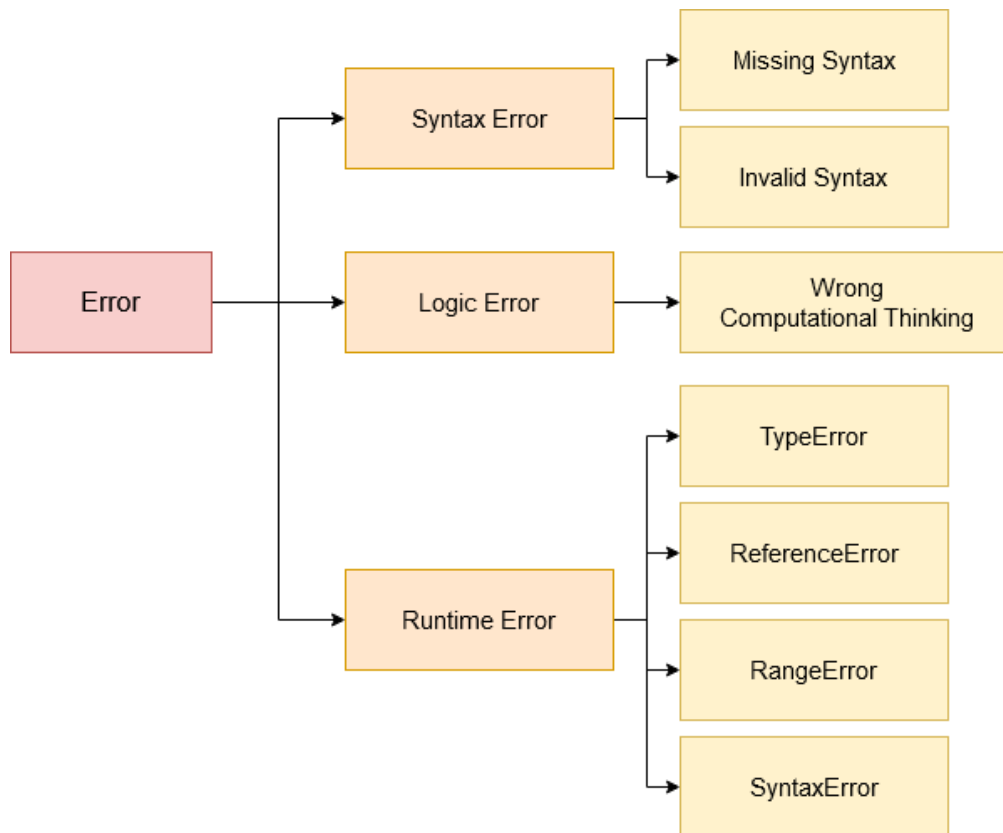 Error
Syntax Error
Missing Syntax
Invalid Syntax
Logic Error
Wrong
Computational Thinking
Runtime Error
TypeError
ReferenceError
RangeError
SyntaxError